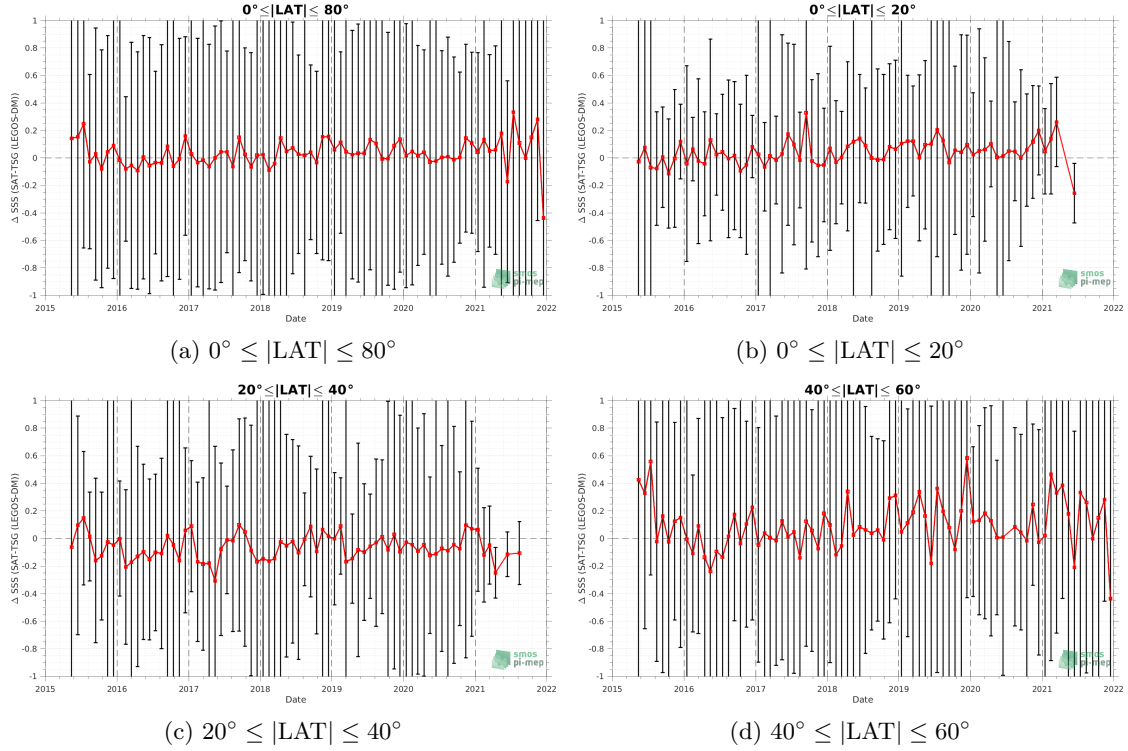 0°≤|LAT|≤ 80°
Δ SSS (SAT-TSG (LEGOS-DM))
1
0.8
0.6
0.4
0.2
0
-0.2
-0.4
-0.6
-0.8
-1
2015 2016 2017 2018 2019 2020 2021 2022
Date
smos
pi-mep
(a) 0° ≤ |LAT| ≤ 80°
0°≤|LAT|≤ 20°
Δ SSS (SAT-TSG (LEGOS-DM))
1
0.8
0.6
0.4
0.2
0
-0.2
-0.4
-0.6
-0.8
-1
2015 2016 2017 2018 2019 2020 2021 2022
Date
smos
pi-mep
(b) 0° ≤ |LAT| ≤ 20°
20°≤|LAT|≤ 40°
Δ SSS (SAT-TSG (LEGOS-DM))
1
0.8
0.6
0.4
0.2
0
-0.2
-0.4
-0.6
-0.8
-1
2015 2016 2017 2018 2019 2020 2021 2022
Date
smos
pi-mep
(c) 20° ≤ |LAT| ≤ 40°
40°≤|LAT|≤ 60°
Δ SSS (SAT-TSG (LEGOS-DM))
1
0.8
0.6
0.4
0.2
0
-0.2
-0.4
-0.6
-0.8
-1
2015 2016 2017 2018 2019 2020 2021 2022
Date
smos
pi-mep
(d) 40° ≤ |LAT| ≤ 60°